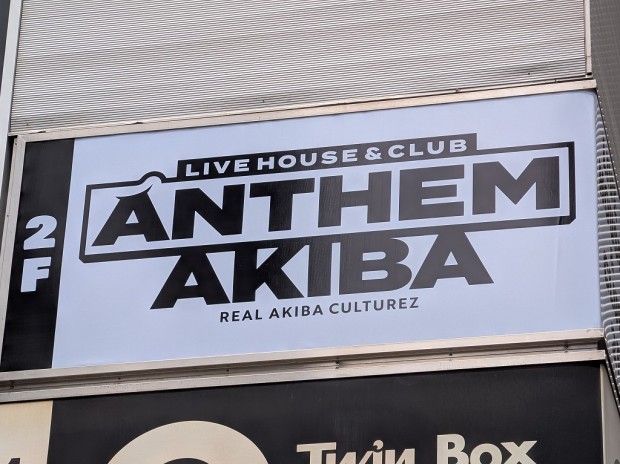 2F
LIVE HOUSE & CLUB
ANTHEM
AKIBA
REAL AKIBA CULTUREZ
Twin Box